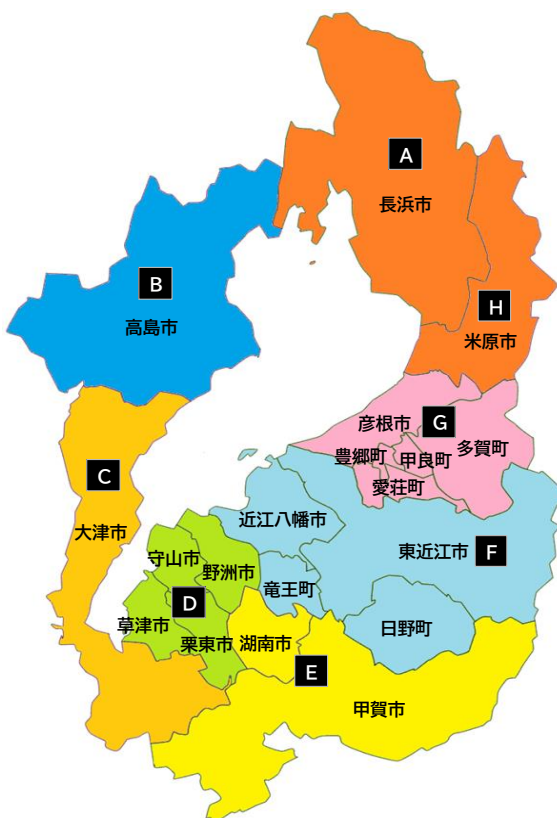 A
長浜市
B
高島市
H
米原市
彦根市
G
豊郷町
甲良町
多賀町
愛荘町
C
大津市
近江八幡市
東近江市
F
守山市
野洲市
竜王町
D
草津市
栗東市
湖南市
日野町
E
甲賀市